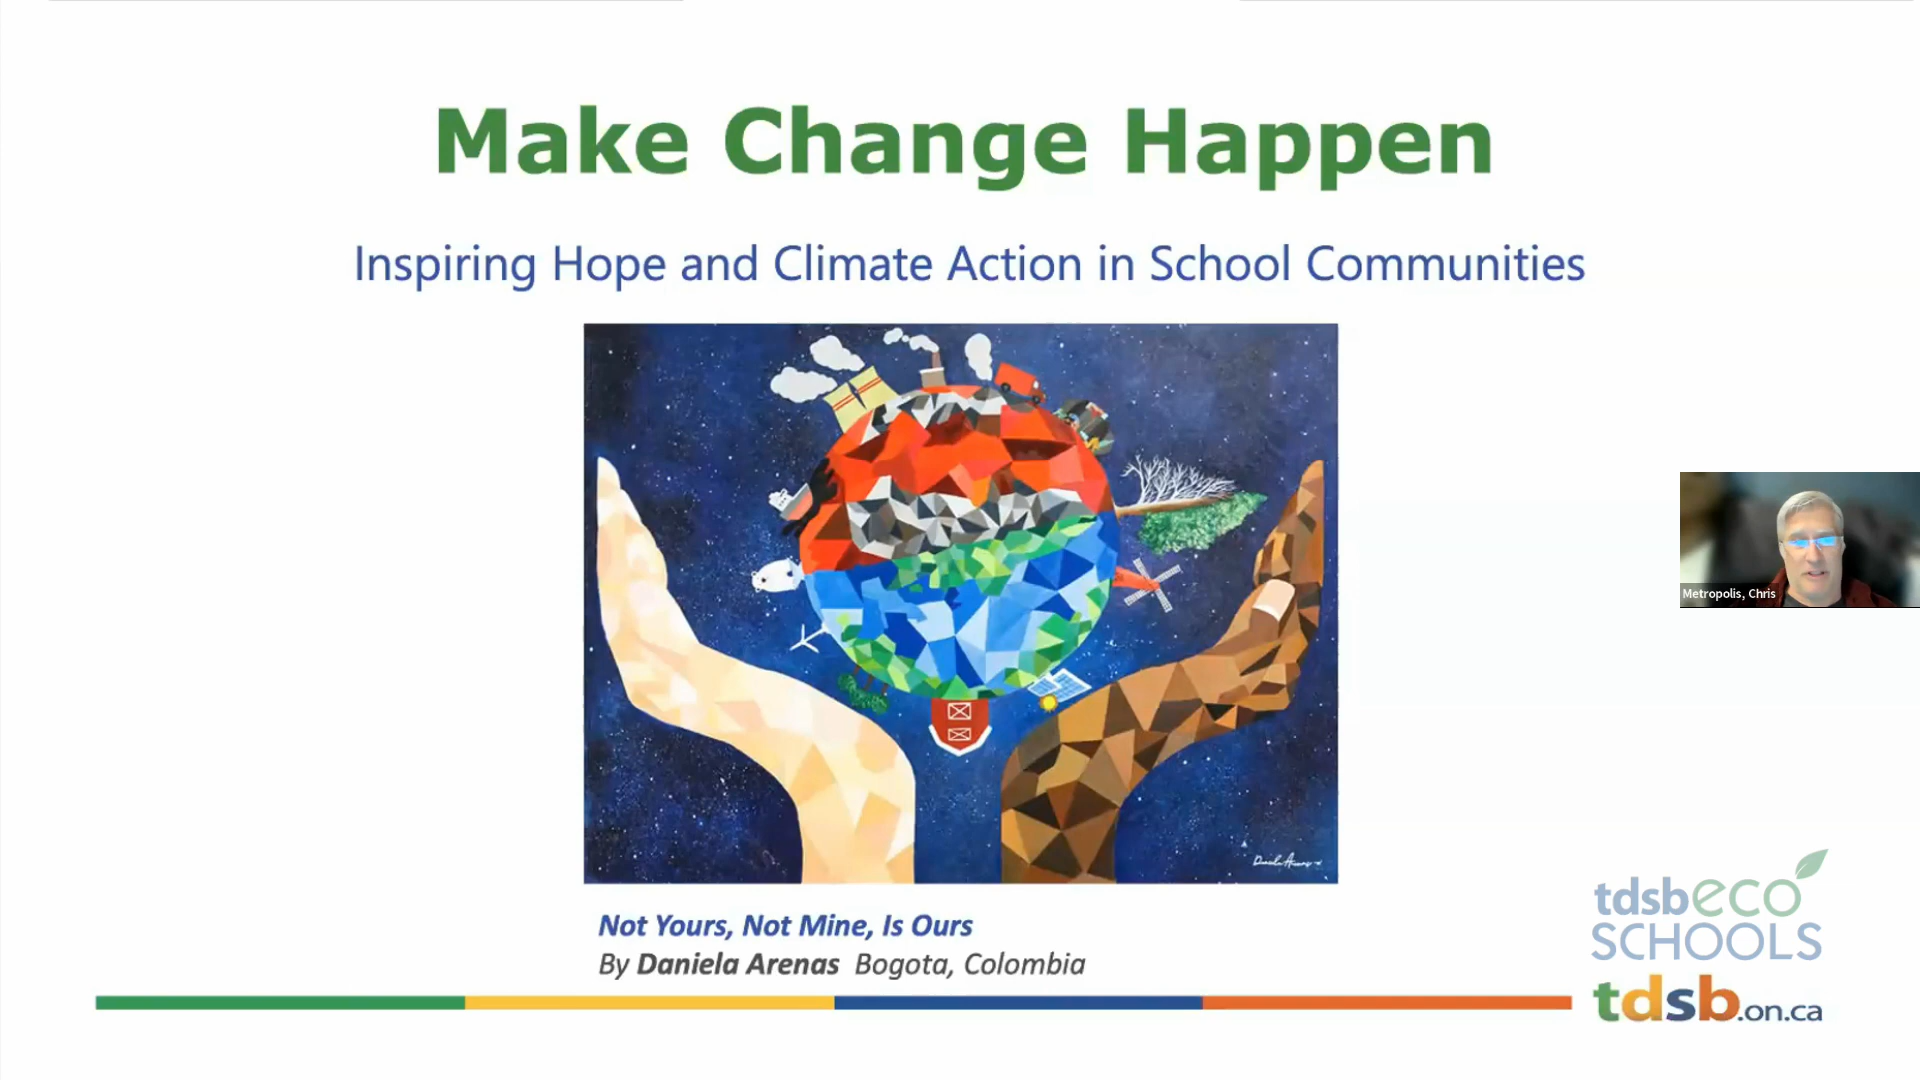 Make Change Happen
Inspiring Hope and Climate Action in School Communities
Metropolis, Chris
Not Yours, Not Mine, Is Ours
By Daniela Arenas Bogota, Colombia
tdsbeco
SCHOOLS
tdsb.on.ca